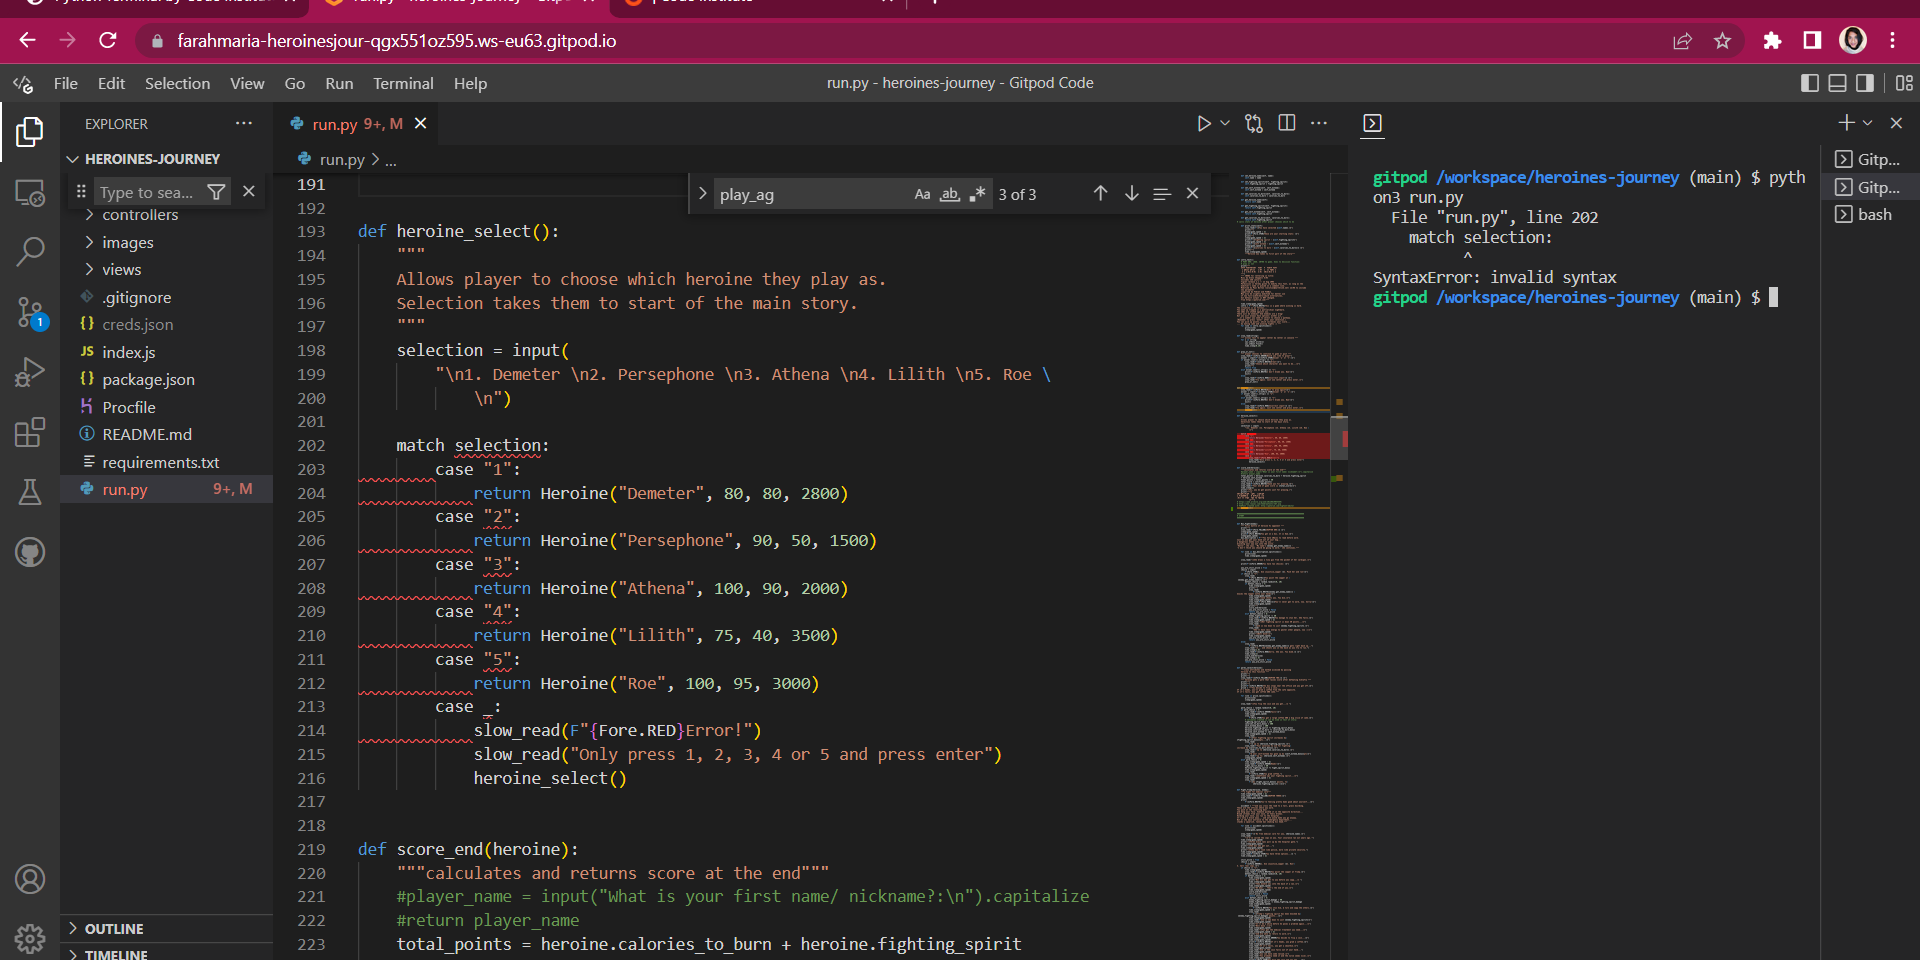 farahmaria-heroinesjour-qgx551oz595.ws-eu63.gitpod.io
File Edit Selection View Go Run Terminal Help
run.py - heroines-journey - Gitpod Code
EXPLORER
HEROINES-JOURNEY
Type to sea...
controllers
images
views
.gitignore
creds.json
JS index.js
package.json
Procfile
README.md
requirements.txt
run.py 9+, M
1
OUTLINE
TIMELINE
run.py 9+, M
run.py > ...
play_ag
Aa ab
3 of 3
191
192
193 def heroine_select():
194 """
195 Allows player to choose which heroine they play as.
196 Selection takes them to start of the main story.
197 """
198 selection = input(
199 "\n1. Demeter \n2. Persephone \n3. Athena \n4. Lilith \n5. Roe \
200 \n")
201
202 match selection:
203 case "1":
204 return Heroine("Demeter", 80, 80, 2800)
205 case "2":
206 return Heroine("Persephone", 90, 50, 1500)
207 case "3":
208 return Heroine("Athena", 100, 90, 2000)
209 case "4":
210 return Heroine("Lilith", 75, 40, 3500)
211 case "5":
212 return Heroine("Roe", 100, 95, 3000)
213 case _:
214 slow_read(F"{Fore.RED}Error!")
215 slow_read("Only press 1, 2, 3, 4 or 5 and press enter")
216 heroine_select()
217
218
219 def score_end(heroine):
220 """calculates and returns score at the end"""
221 #player_name = input("What is your first name/ nickname?:\n").capitalize
222 #return player_name
223 total_points = heroine.calories_to_burn + heroine.fighting_spirit
gitpod /workspace/heroines-journey (main) $ pyth
on3 run.py
File "run.py", line 202
match selection:
^
SyntaxError: invalid syntax
gitpod /workspace/heroines-journey (main) $
Gitp...
Gitp...
bash